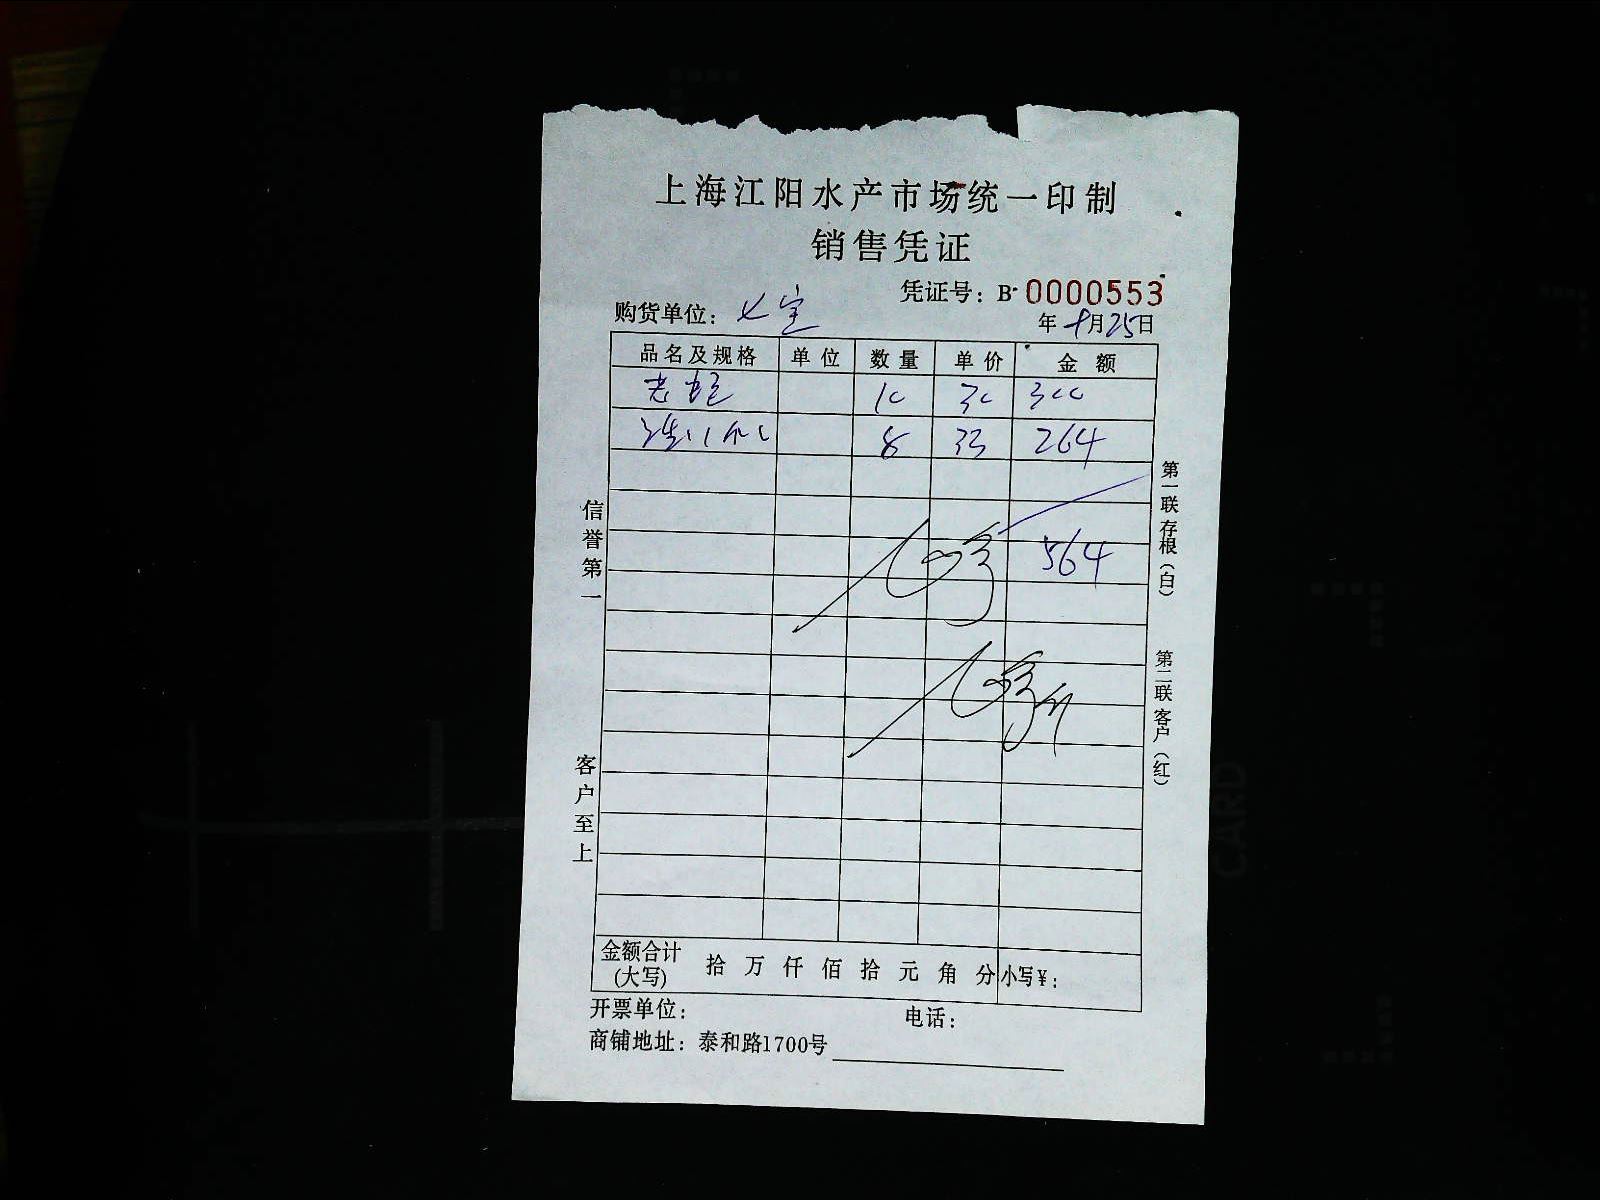 上海江阳水产市场统一印制
销售凭证
凭证号：B·0000553
购货单位：七宝
年 9月25日
品名及规格 单位 数量 单价 金额
10 30 300
8 33 264
564
信誉第一
客户至上
第一联存根（白）
第二联客户（红）
金额合计(大写) 拾 万 仟 佰 拾 元 角 分 小写¥：
开票单位： 电话：
商铺地址：泰和路1700号